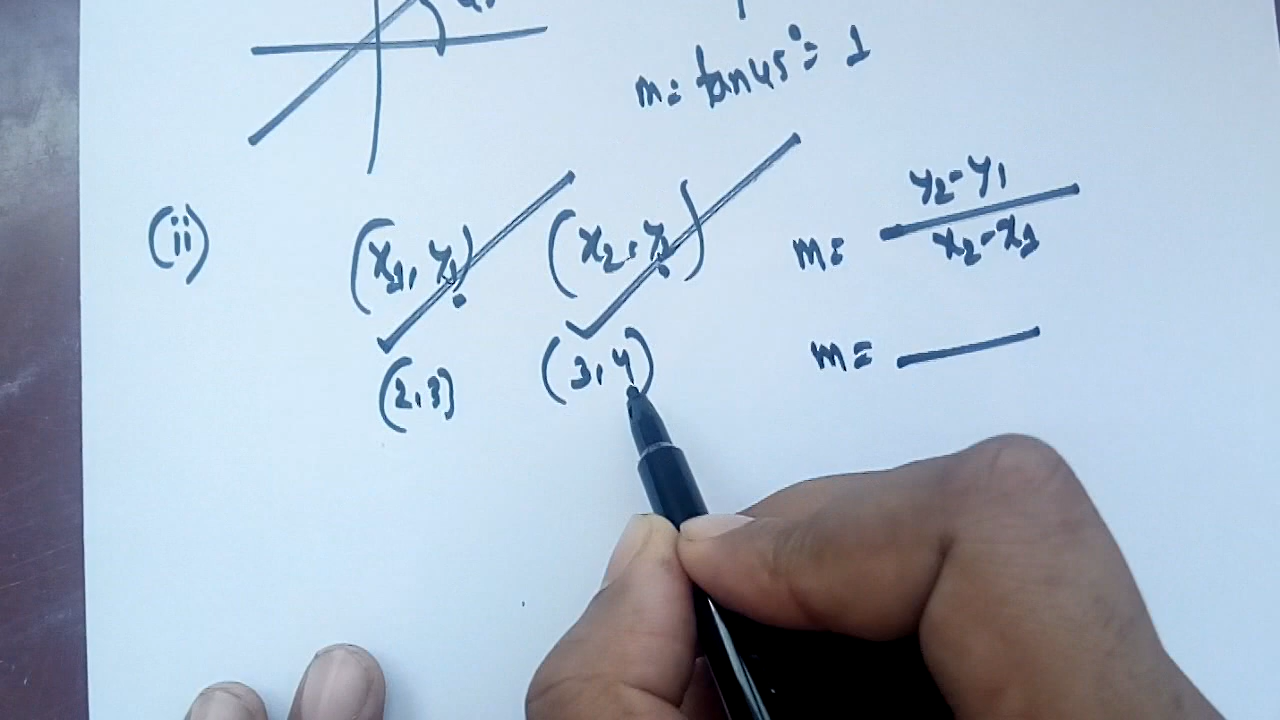 m = tan45° = 1
(ii) (x1, y1) (x2, y2) m = y2 - y1 / x2 - x1
(2,3) (3,4) m =